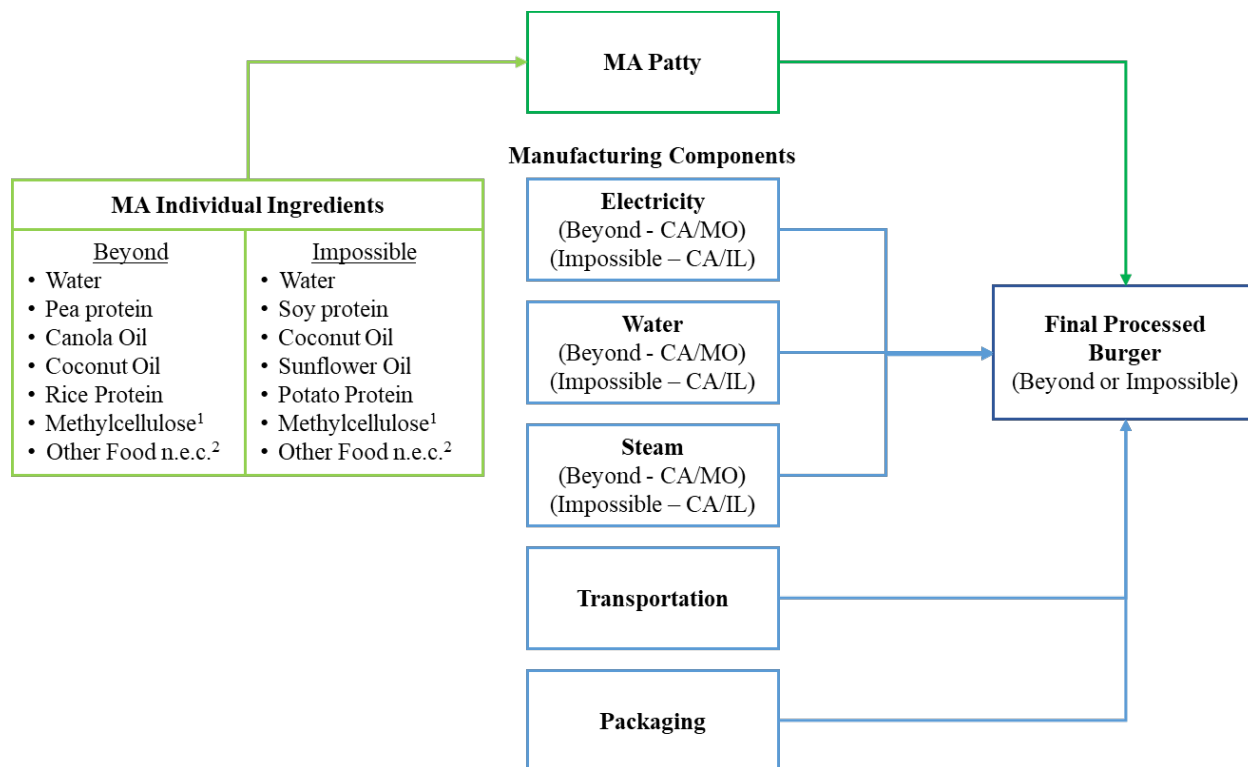 MA Patty
Manufacturing Components
MA Individual Ingredients
Beyond
• Water
• Pea protein
• Canola Oil
• Coconut Oil
• Rice Protein
• Methylcellulose¹
• Other Food n.e.c.²
Impossible
• Water
• Soy protein
• Coconut Oil
• Sunflower Oil
• Potato Protein
• Methylcellulose¹
• Other Food n.e.c.²
Electricity
(Beyond - CA/MO)
(Impossible – CA/IL)
Water
(Beyond - CA/MO)
(Impossible – CA/IL)
Steam
(Beyond - CA/MO)
(Impossible – CA/IL)
Transportation
Packaging
Final Processed
Burger
(Beyond or Impossible)